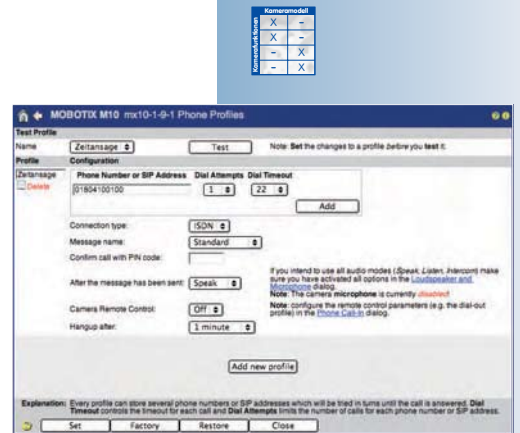 Kameramodell
Kamerafunktionen
X –
X –
– X
– X
MOBOTIX M10 mx10-1-9-1 Phone Profiles
Test Profile
Name Zeitansage Test Note: Set the changes to a profile before you test it.
Profile Configuration
Zeitansage Phone Number or SIP Address Dial Attempts Dial Timeout
Delete 01804100100 1 22
Add
Connection type: ISDN
Message name: Standard
Confirm call with PIN code:
After the message has been sent: Speak
If you intend to use all audio modes (Speak, Listen, Intercom) make
sure you have activated all options in the Loudspeaker and
Microphone dialog.
Note: The camera microphone is currently disabled!
Camera Remote Control: Off
Note: configure the remote control parameters (e.g. the dial-out
profile) in the Phone Call-In dialog.
Hangup after: 1 minute
Add new profile
Explanation: Every profile can store several phone numbers or SIP addresses which will be tried in turns until the call is answered. Dial
Timeout controls the timeout for each call and Dial Attempts limits the number of calls for each phone number or SIP address.
Set Factory Restore Close